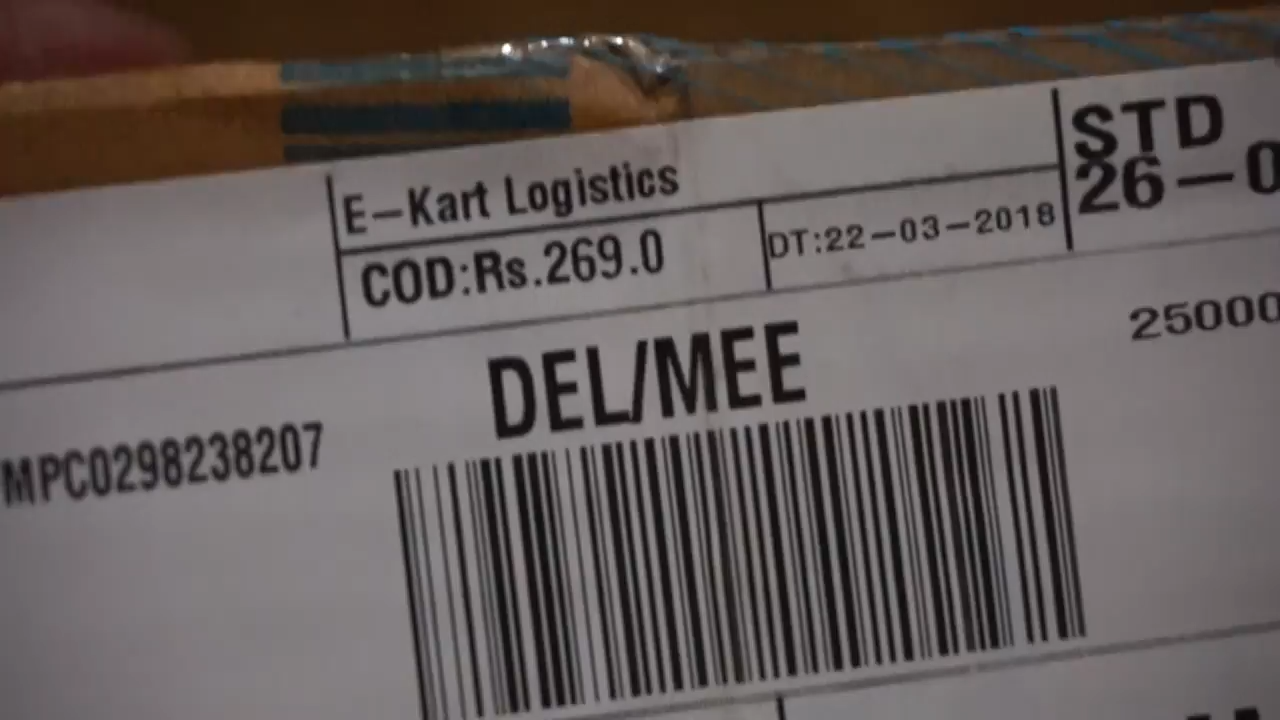 E-Kart Logistics
STD
COD:Rs.269.0
DT:22-03-2018
26-0
DEL/MEE
25000
MPC0298238207